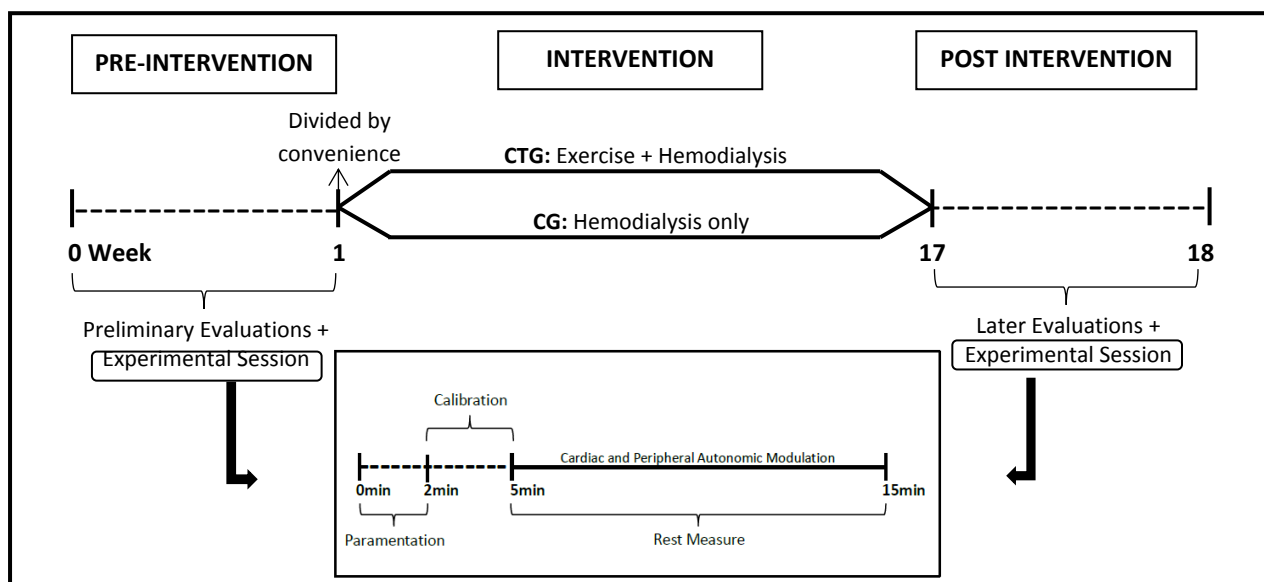 PRE-INTERVENTION
INTERVENTION
POST INTERVENTION
Divided by
convenience
CTG: Exercise + Hemodialysis
CG: Hemodialysis only
0 Week
1
17
18
Preliminary Evaluations +
Experimental Session
Later Evaluations +
Experimental Session
Calibration
Cardiac and Peripheral Autonomic Modulation
0min
2min
5min
15min
Paramentation
Rest Measure